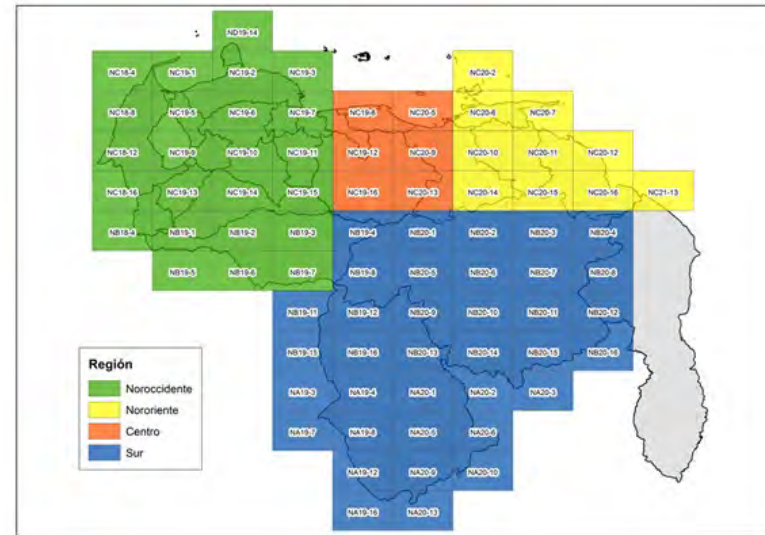 ND19-14
NC18-4 NC19-1 NC19-2 NC19-3 NC20-2
NC18-8 NC19-5 NC19-6 NC19-7 NC19-8 NC20-5 NC20-6 NC20-7
NC18-12 NC19-9 NC19-10 NC19-11 NC19-12 NC20-9 NC20-10 NC20-11 NC20-12
NC18-16 NC19-13 NC19-14 NC19-15 NC19-16 NC20-13 NC20-14 NC20-15 NC20-16 NC21-13
NB18-4 NB19-1 NB19-2 NB19-3 NB19-4 NB20-1 NB20-2 NB20-3 NB20-4
NB19-5 NB19-6 NB19-7 NB19-8 NB20-5 NB20-6 NB20-7 NB20-8
NB19-11 NB19-12 NB20-9 NB20-10 NB20-11 NB20-12
NB19-15 NB19-16 NB20-13 NB20-14 NB20-15 NB20-16
NA19-3 NA19-4 NA20-1 NA20-2 NA20-3
NA19-7 NA19-8 NA20-5 NA20-6
NA19-12 NA20-9 NA20-10
NA19-16 NA20-13
Región
Noroccidente
Nororiente
Centro
Sur